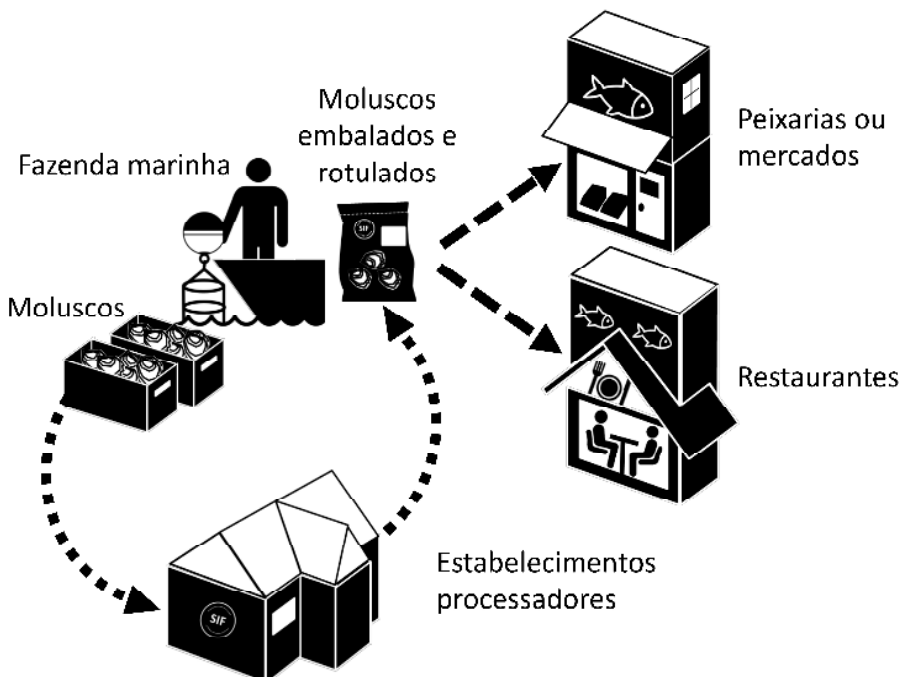 Fazenda marinha
Moluscos
embalados e
rotulados
SIF
Peixarias ou
mercados
Moluscos
Restaurantes
Estabelecimentos
processadores
SIF